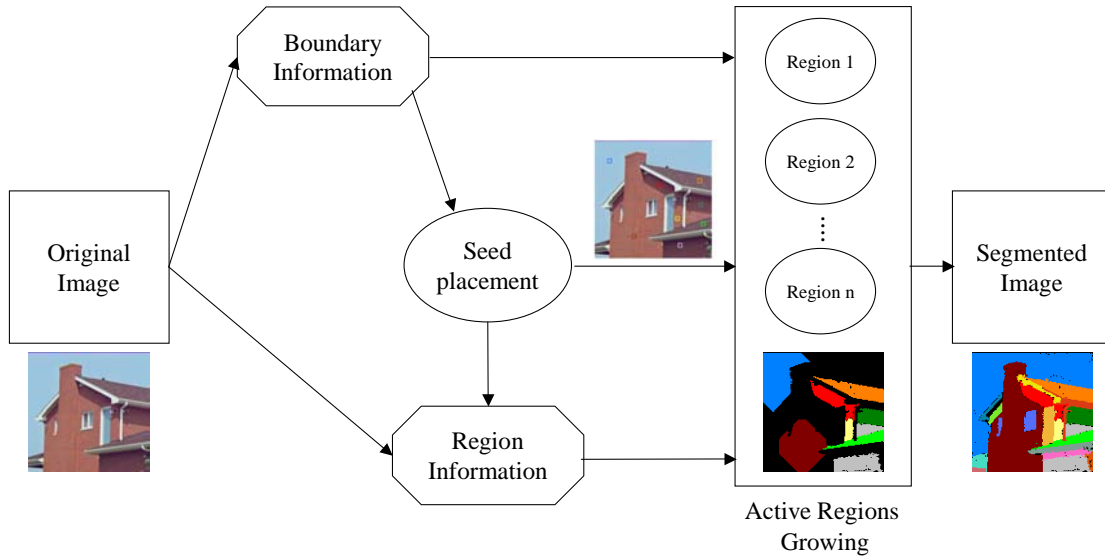 Boundary
Information
Original
Image
Seed
placement
Region
Information
Region 1
Region 2
Region n
Active Regions
Growing
Segmented
Image